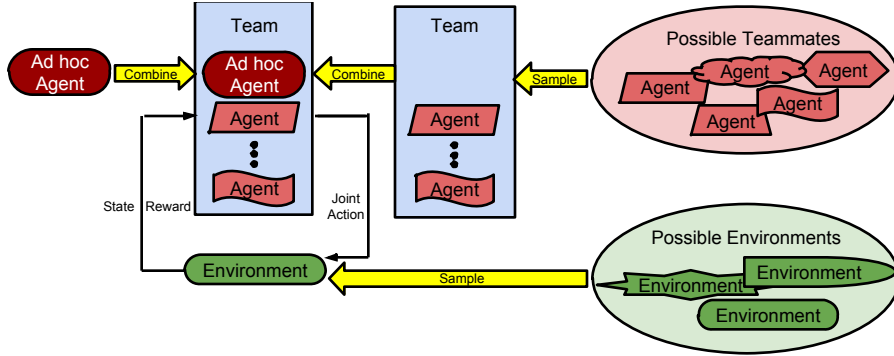 Team
Team
Possible Teammates
Ad hoc
Agent
Combine
Ad hoc
Agent
Combine
Sample
Agent
Agent
Agent
Agent
Agent
Agent
Agent
Agent
Agent
State
Reward
Joint
Action
Possible Environments
Environment
Sample
Environment
Environment
Environment